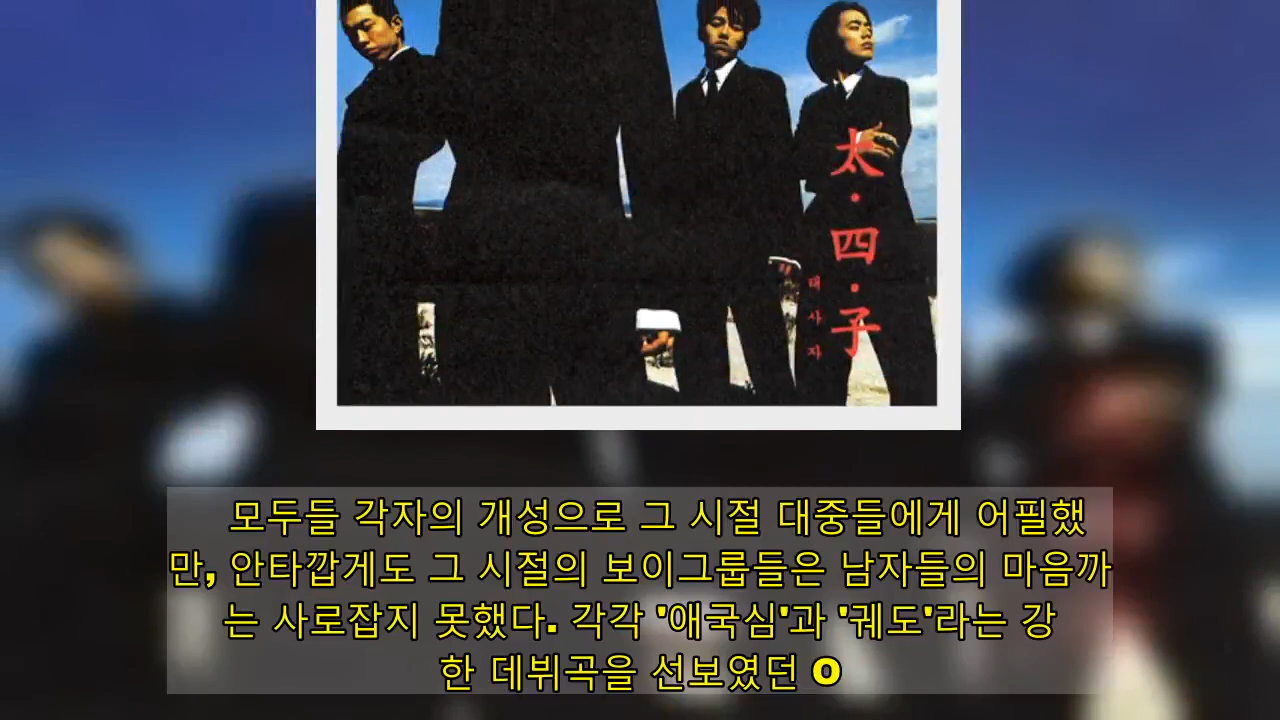 太·四·子
태사자
모두들 각자의 개성으로 그 시절 대중들에게 어필했
만, 안타깝게도 그 시절의 보이그룹들은 남자들의 마음까
는 사로잡지 못했다. 각각 '애국심'과 '궤도'라는 강
한 데뷔곡을 선보였던 O